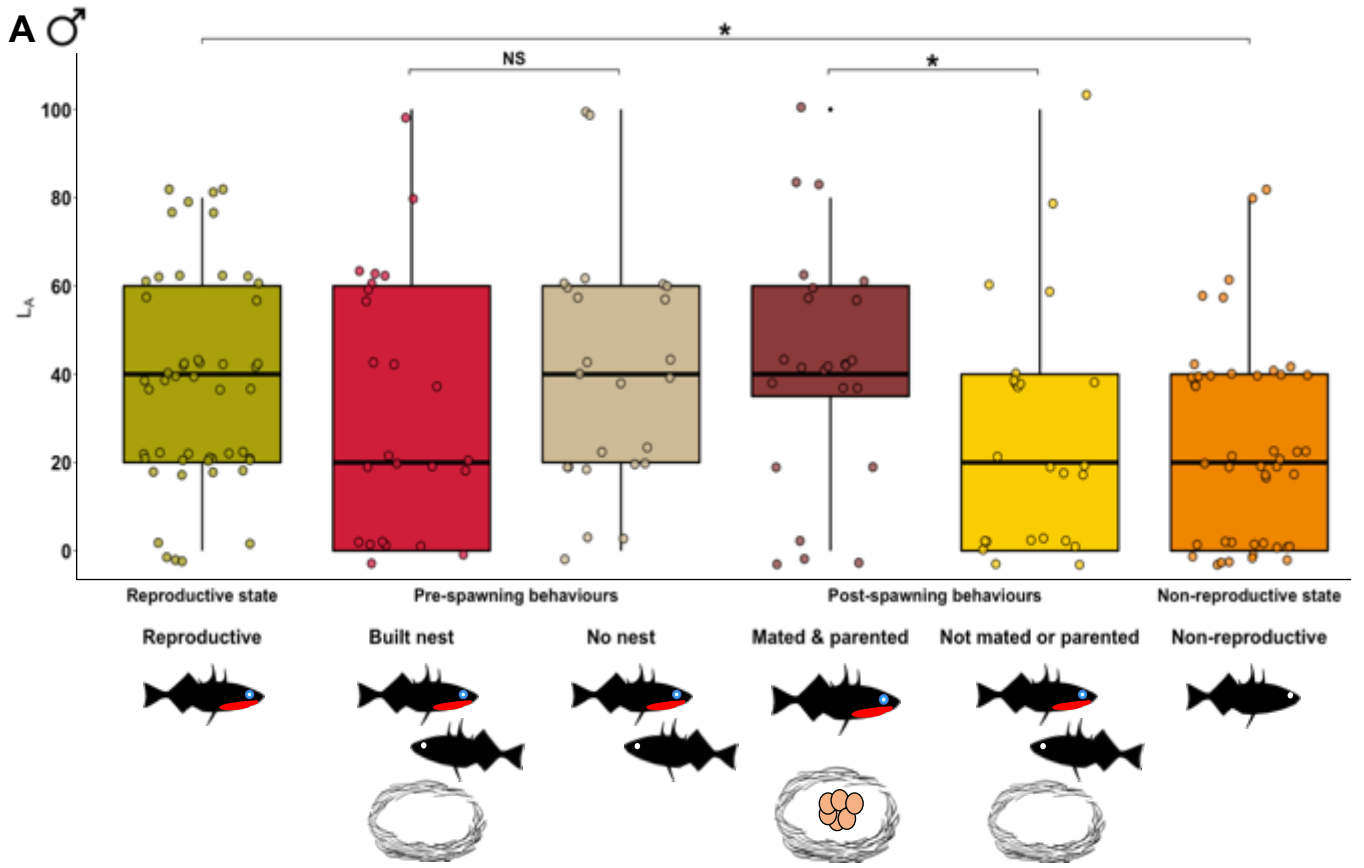 A ♂
*
NS
*
100
80
60
40
20
0
L_A
Reproductive state
Pre-spawning behaviours
Post-spawning behaviours
Non-reproductive state
Reproductive
Built nest
No nest
Mated & parented
Not mated or parented
Non-reproductive